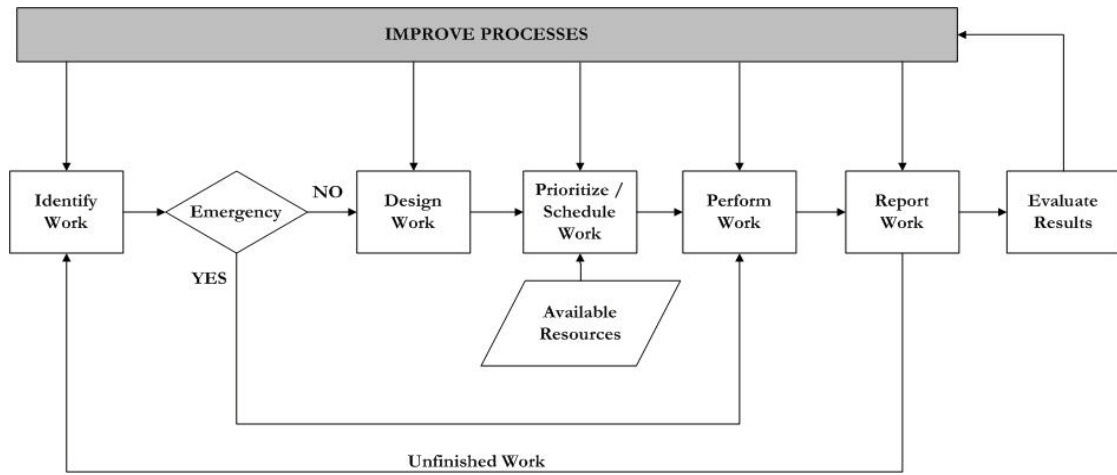 IMPROVE PROCESSES
Identify
Work
Emergency
NO
YES
Design
Work
Prioritize /
Schedule
Work
Available
Resources
Perform
Work
Report
Work
Evaluate
Results
Unfinished Work